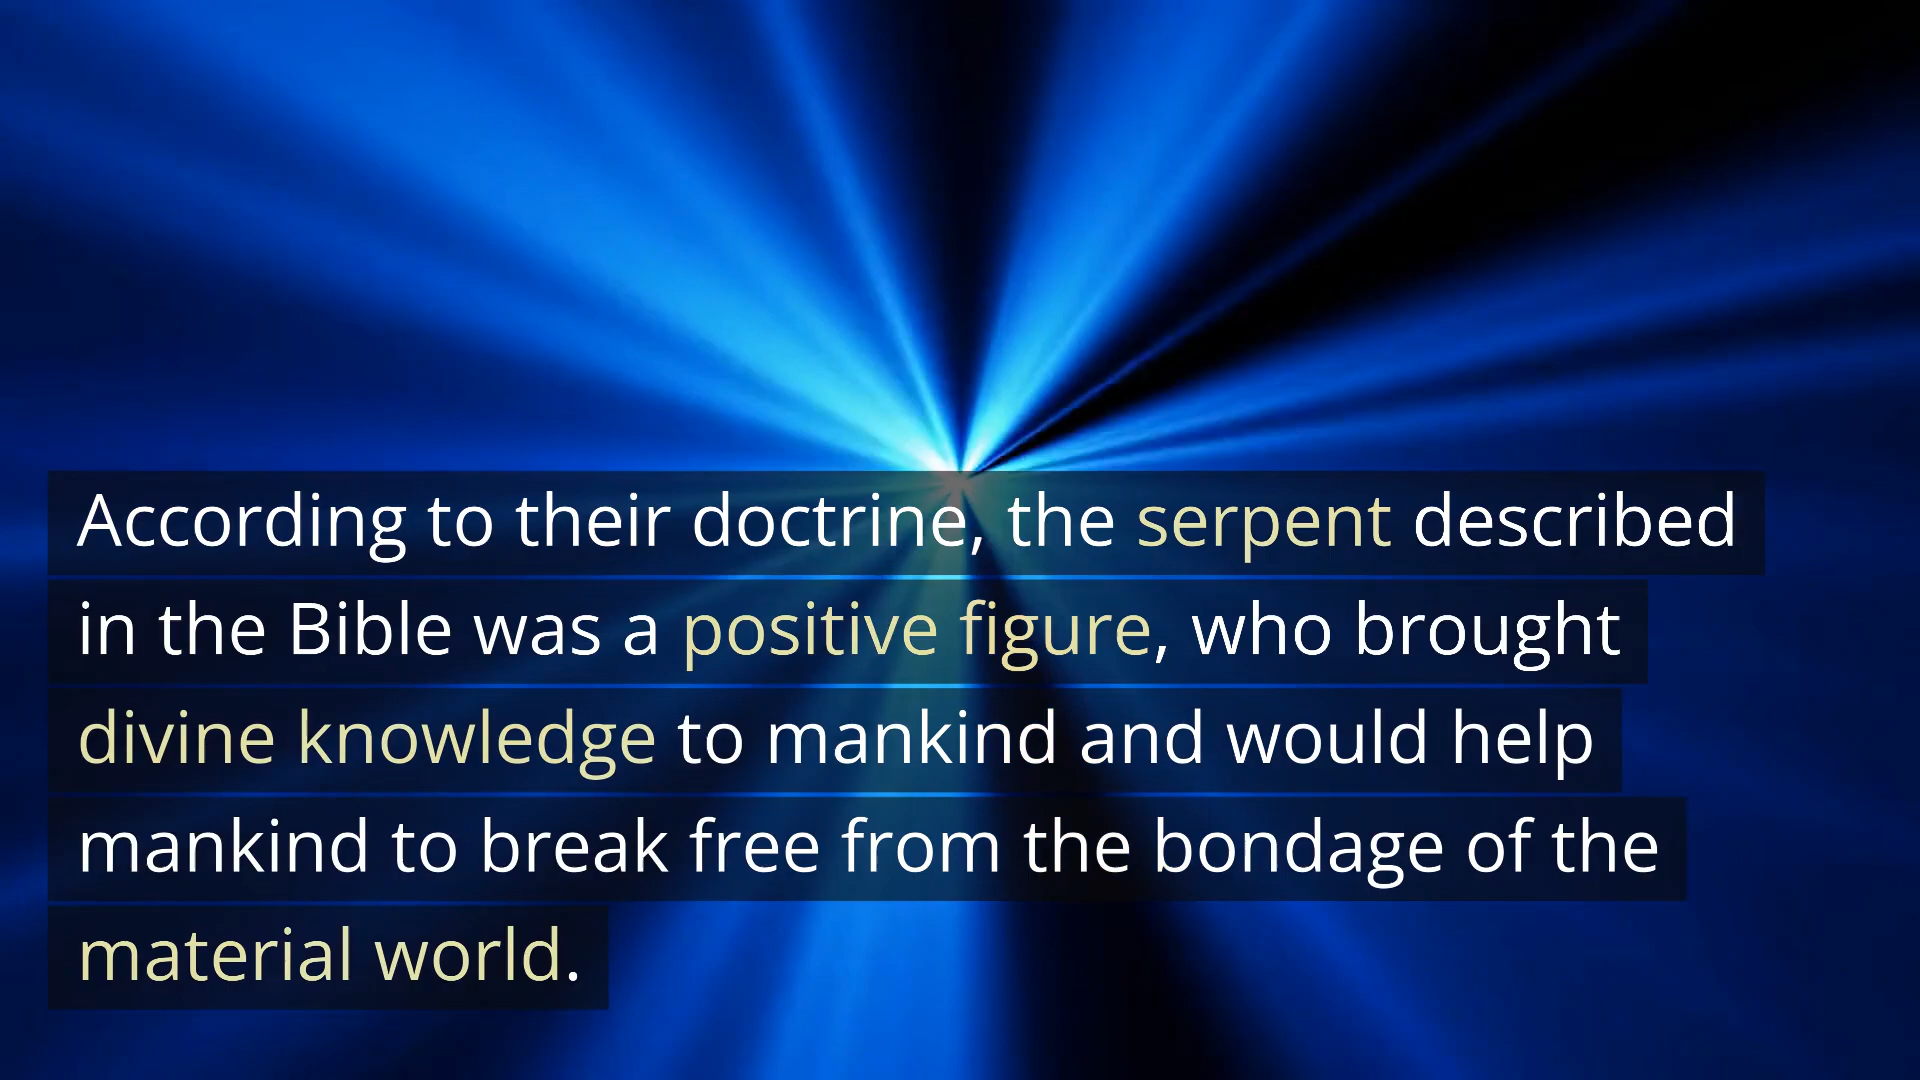 According to their doctrine, the serpent described
in the Bible was a positive figure, who brought
divine knowledge to mankind and would help
mankind to break free from the bondage of the
material world.